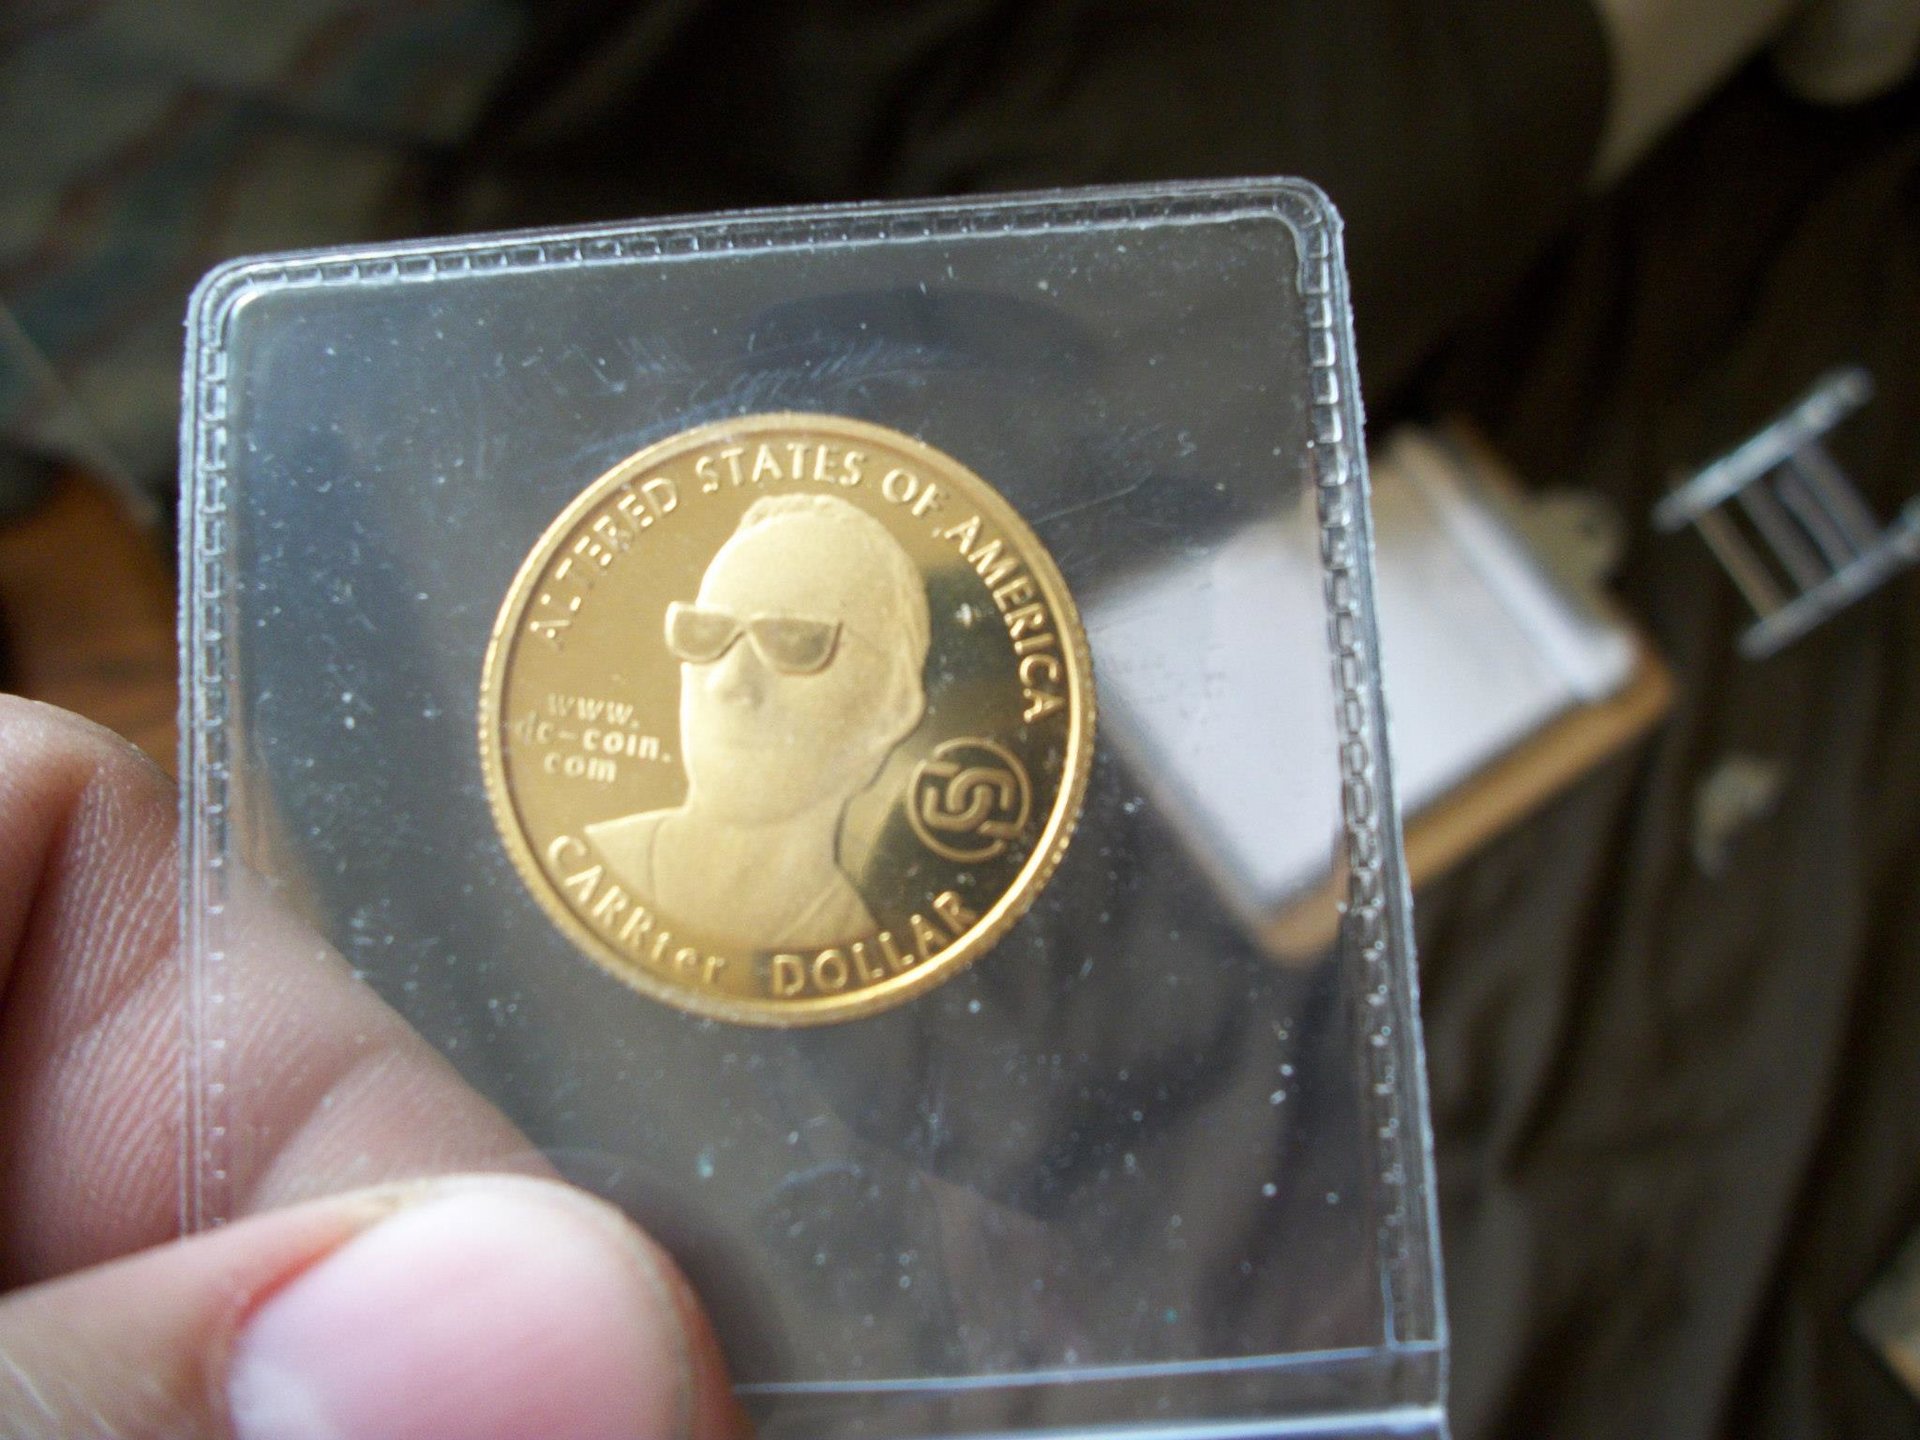 ALTERED STATES OF AMERICA
www.
dc-coin.
com
CARRier DOLLAR